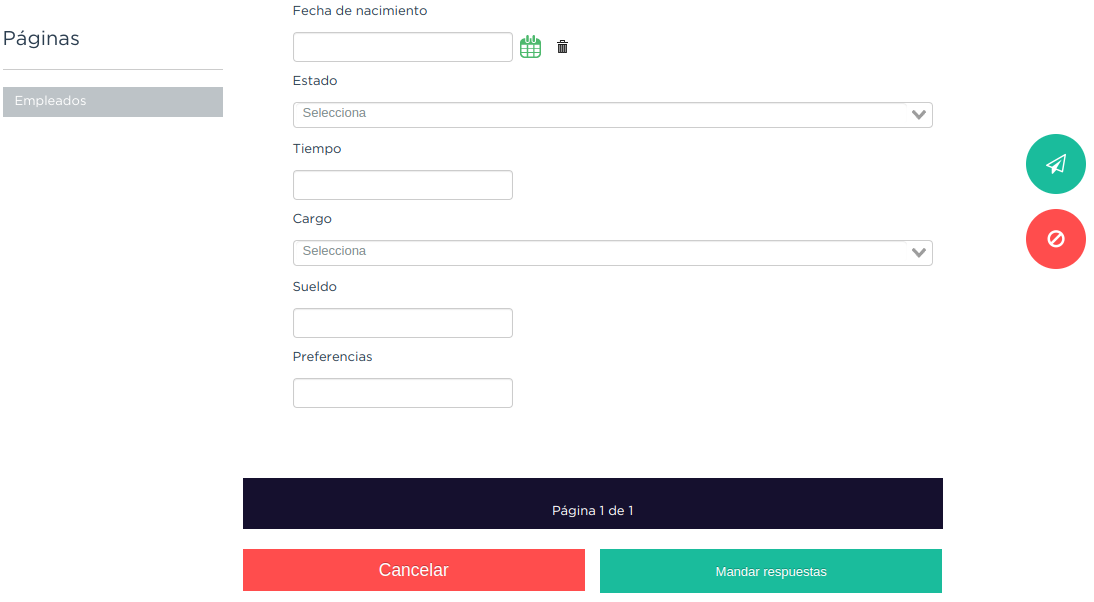 Páginas
Empleados
Fecha de nacimiento
Estado
Selecciona
Tiempo
Cargo
Selecciona
Sueldo
Preferencias
Página 1 de 1
Cancelar
Mandar respuestas